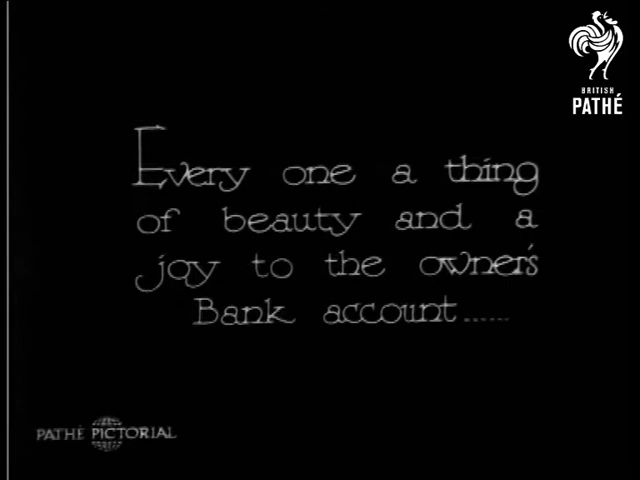 BRITISH
PATHÉ
Every one a thing
of beauty and a
joy to the owner's
Bank account......
PATHÉ PICTORIAL